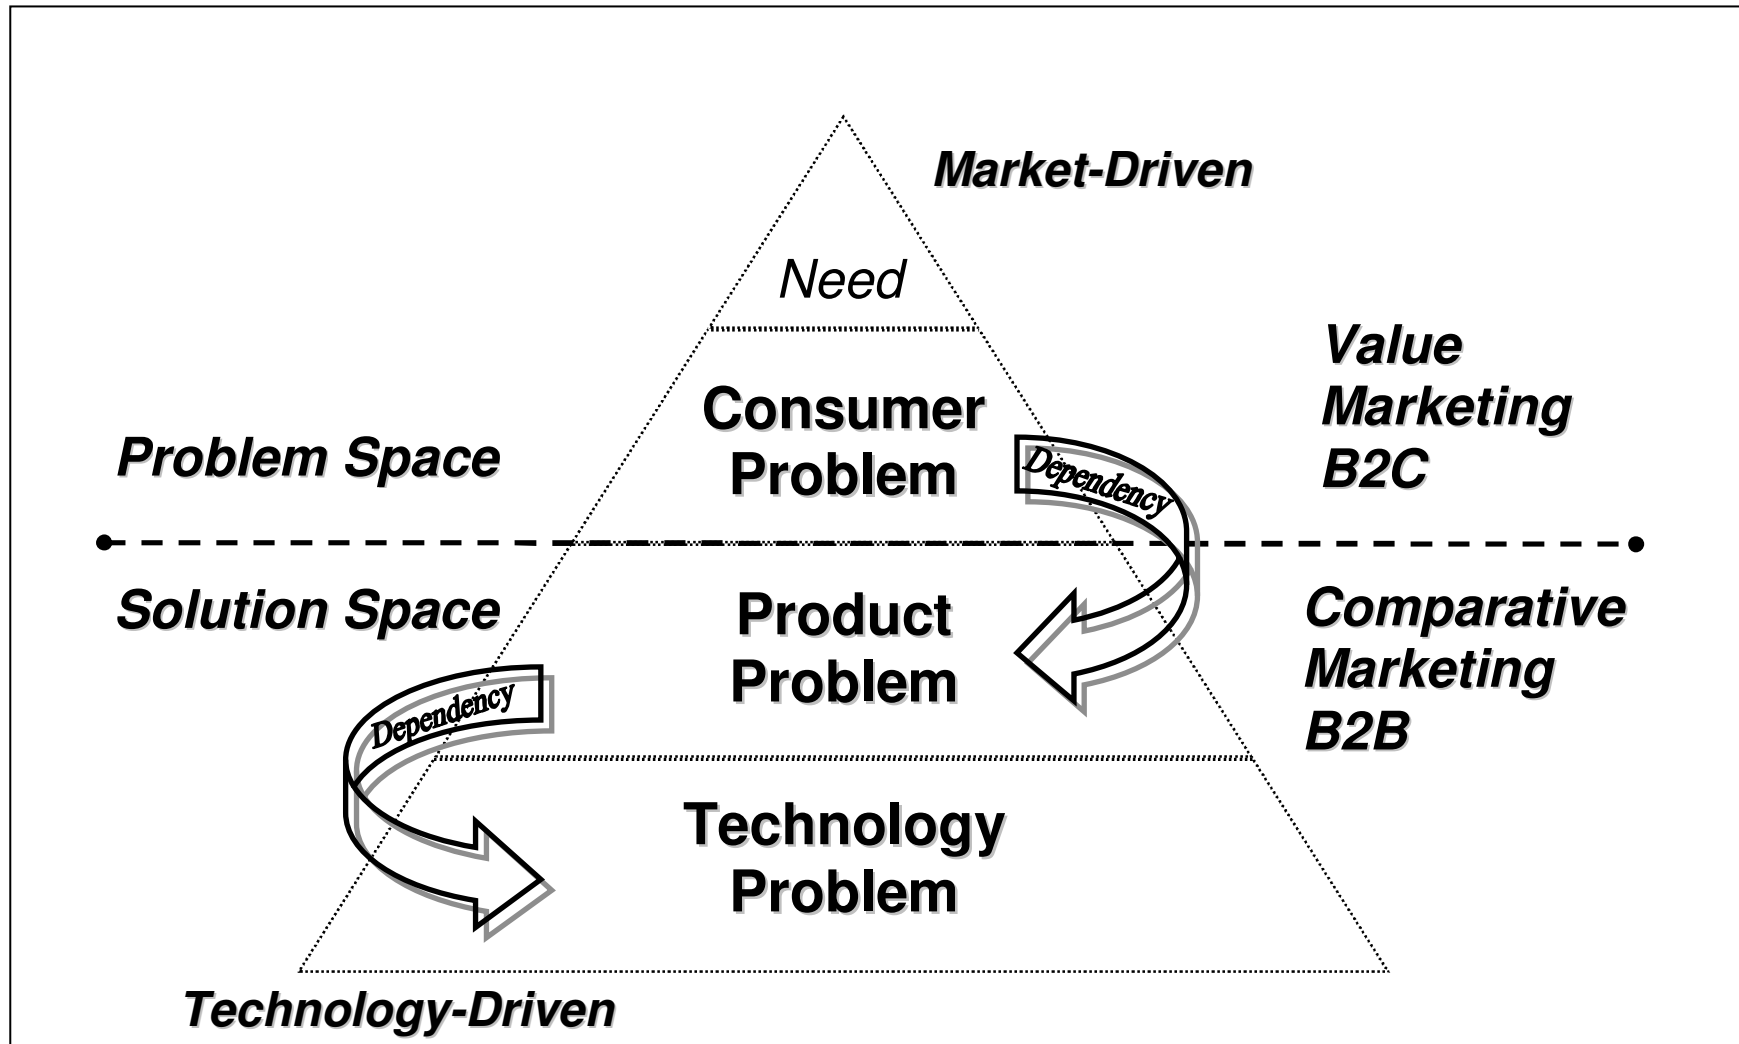 Market-Driven
Need
Value
Marketing
B2C
Consumer
Problem
Problem Space
Dependency
Solution Space
Product
Problem
Comparative
Marketing
B2B
Dependency
Technology
Problem
Technology-Driven